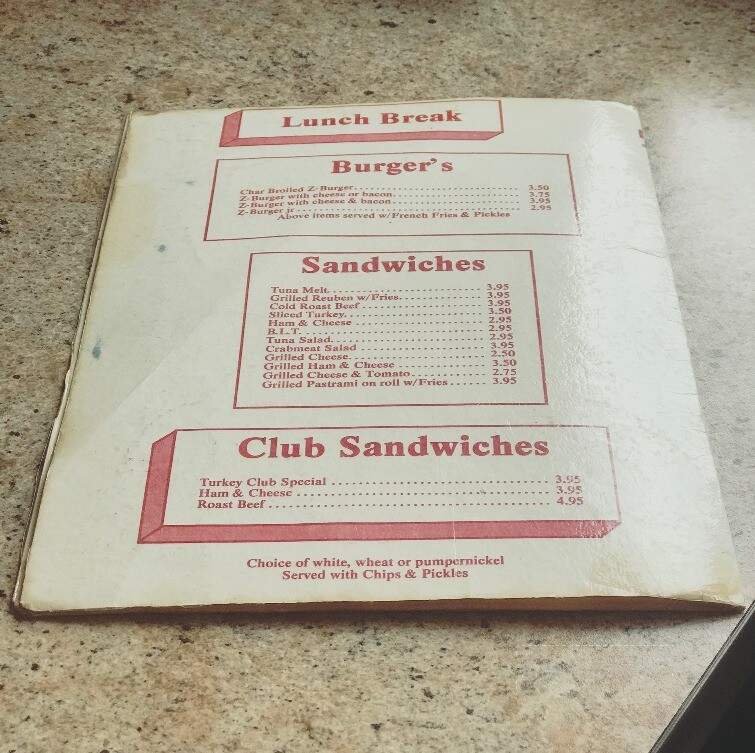 Lunch Break
Burger's
Char Broiled Z-Burger 3.50
Z-Burger with cheese or bacon 3.75
Z-Burger with cheese & bacon 3.95
Z-Burger jr 2.95
Above items served w/French Fries & Pickles
Sandwiches
Tuna Melt 3.95
Grilled Reuben w/Fries 3.95
Cold Roast Beef 3.95
Sliced Turkey 3.50
Ham & Cheese 2.95
B.L.T. 2.95
Tuna Salad 2.95
Crabmeat Salad 3.95
Grilled Cheese 2.50
Grilled Ham & Cheese 3.50
Grilled Cheese & Tomato 2.75
Grilled Pastrami on roll w/Fries 3.95
Club Sandwiches
Turkey Club Special 3.95
Ham & Cheese 3.95
Roast Beef 4.95
Choice of white, wheat or pumpernickel
Served with Chips & Pickles